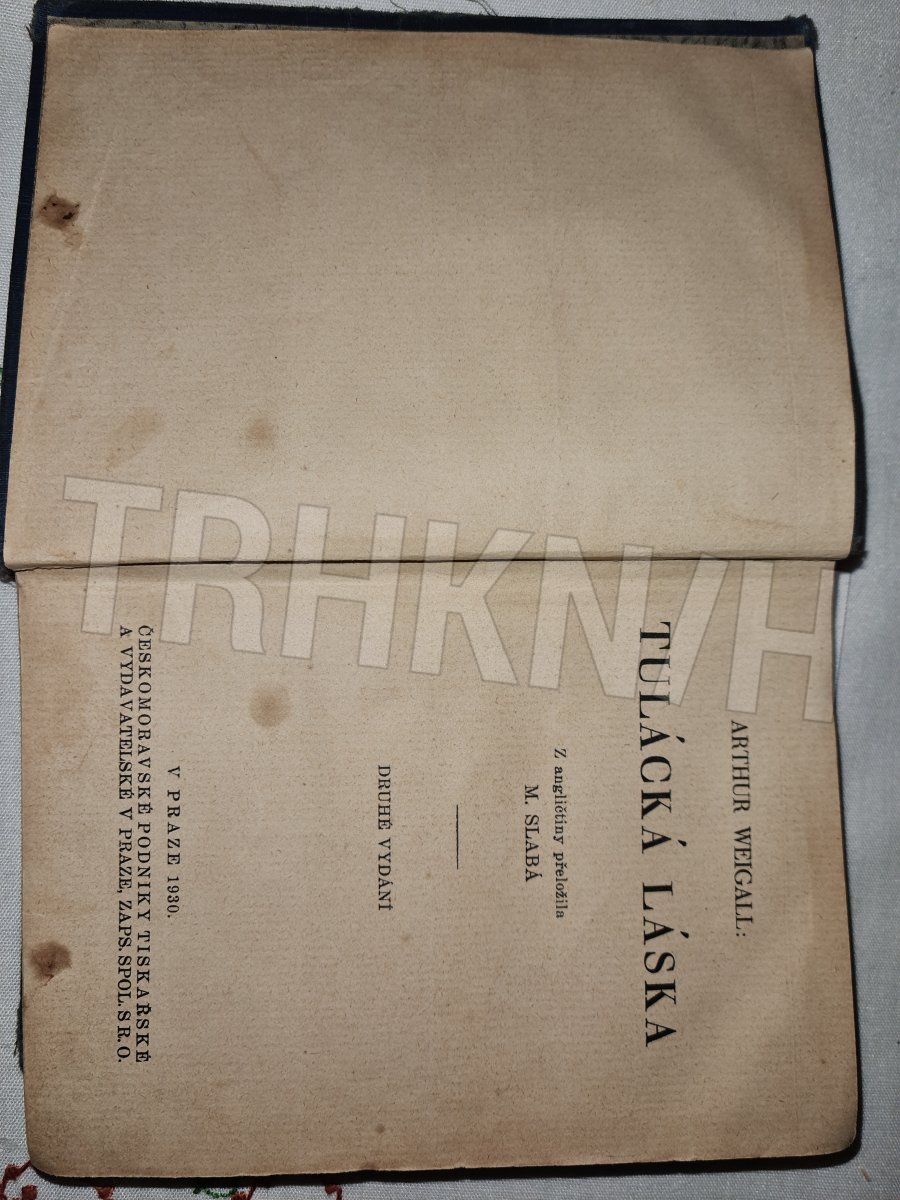 ARTHUR WEIGALL:
TULÁCKÁ LÁSKA
Z angličtiny přeložila
M. SLABÁ
DRUHÉ VYDÁNÍ
V PRAZE 1930.
ČESKOMORAVSKÉ PODNIKY TISKAŘSKÉ
A VYDAVATELSKÉ V PRAZE, ZAPS. SPOL. S R. O.
TRHKNIH